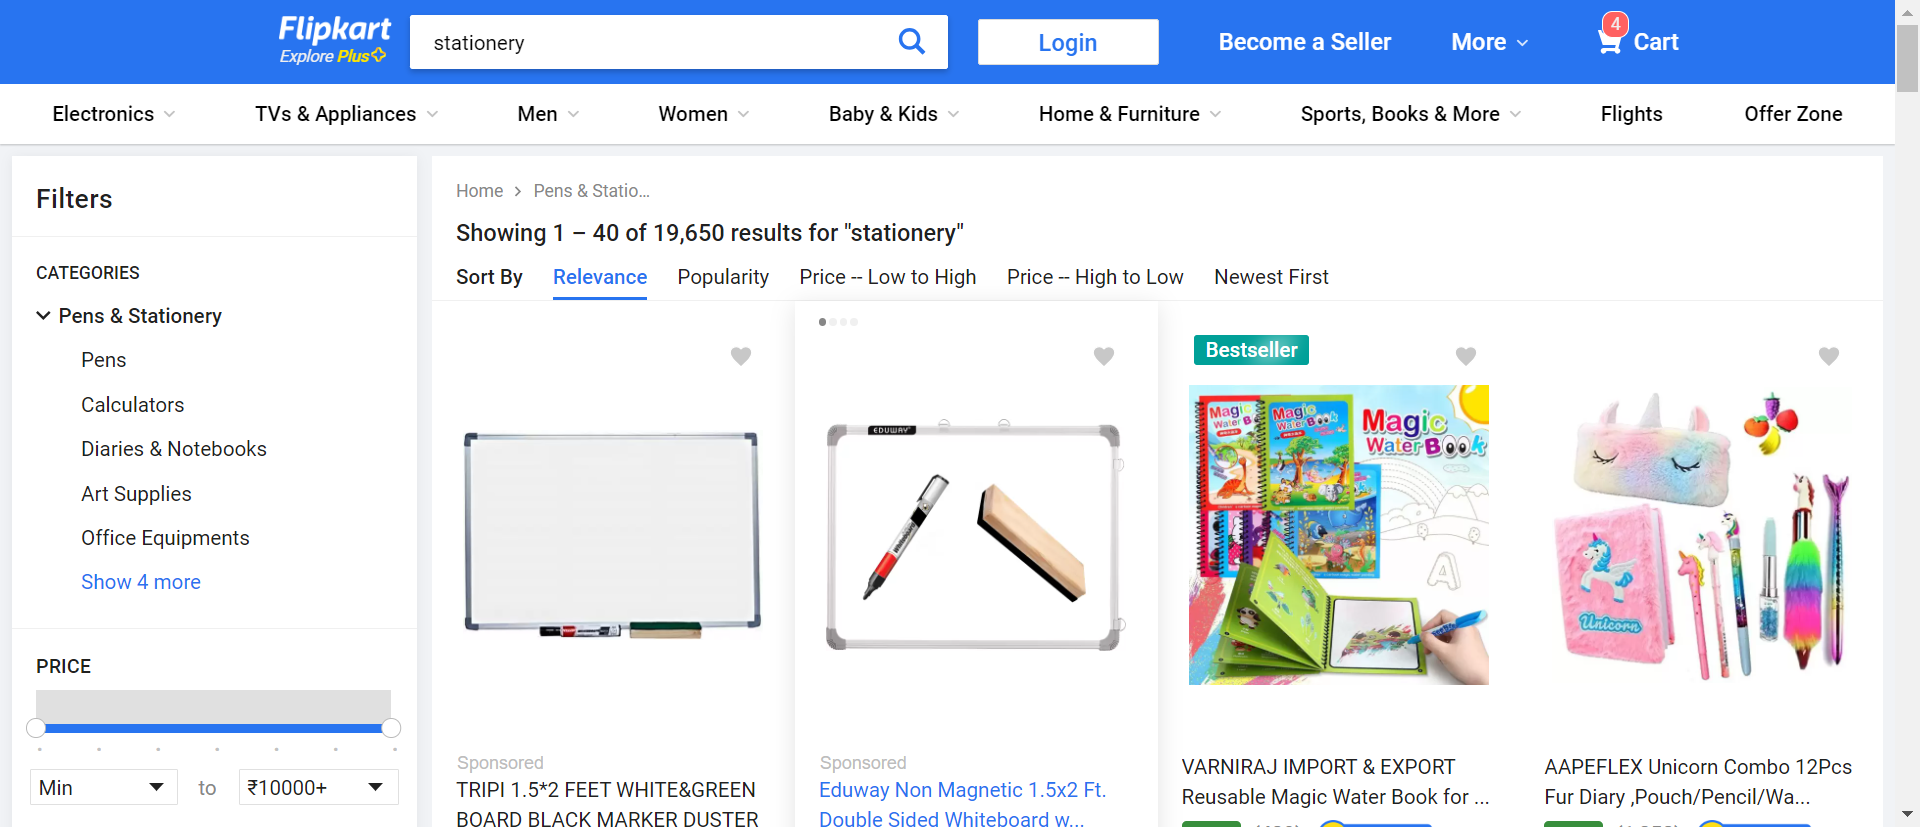 Flipkart
Explore Plus
stationery
Login
Become a Seller
More
4
Cart
Electronics
TVs & Appliances
Men
Women
Baby & Kids
Home & Furniture
Sports, Books & More
Flights
Offer Zone
Filters
CATEGORIES
Pens & Stationery
Pens
Calculators
Diaries & Notebooks
Art Supplies
Office Equipments
Show 4 more
PRICE
Min
to
₹10000+
Home
Pens & Statio...
Showing 1 – 40 of 19,650 results for "stationery"
Sort By
Relevance
Popularity
Price -- Low to High
Price -- High to Low
Newest First
Sponsored
TRIPI 1.5*2 FEET WHITE&GREEN
BOARD BLACK MARKER DUSTER
EDUWAY
Sponsored
Eduway Non Magnetic 1.5x2 Ft.
Double Sided Whiteboard w...
Bestseller
Magic
Water Book
Magic
Water Book
A
VARNIRAJ IMPORT & EXPORT
Reusable Magic Water Book for ...
Unicorn
AAPEFLEX Unicorn Combo 12Pcs
Fur Diary ,Pouch/Pencil/Wa...